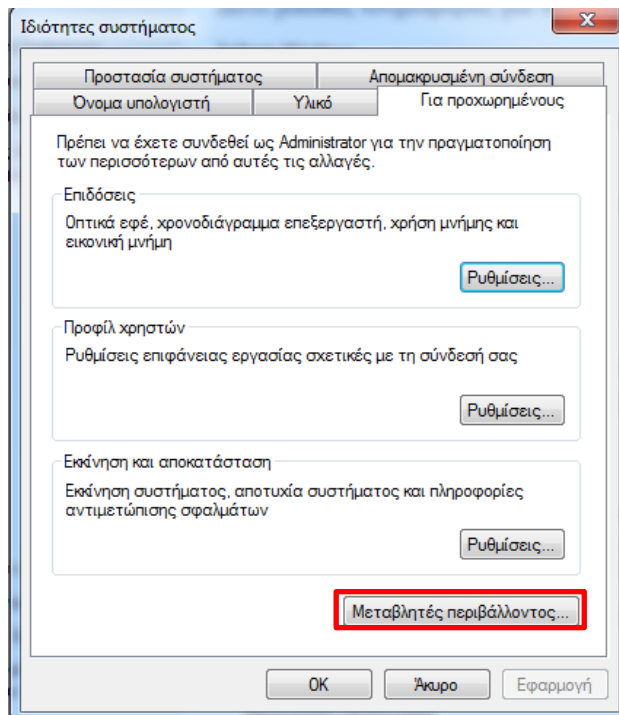 Ιδιότητες συστήματος
Προστασία συστήματος
Απομακρυσμένη σύνδεση
Όνομα υπολογιστή
Υλικό
Για προχωρημένους
Πρέπει να έχετε συνδεθεί ως Administrator για την πραγματοποίηση
των περισσότερων από αυτές τις αλλαγές.
Επιδόσεις
Οπτικά εφέ, χρονοδιάγραμμα επεξεργαστή, χρήση μνήμης και
εικονική μνήμη
Ρυθμίσεις...
Προφίλ χρηστών
Ρυθμίσεις επιφάνειας εργασίας σχετικές με τη σύνδεσή σας
Ρυθμίσεις...
Εκκίνηση και αποκατάσταση
Εκκίνηση συστήματος, αποτυχία συστήματος και πληροφορίες
αντιμετώπισης σφαλμάτων
Ρυθμίσεις...
Μεταβλητές περιβάλλοντος...
OK
Άκυρο
Εφαρμογή